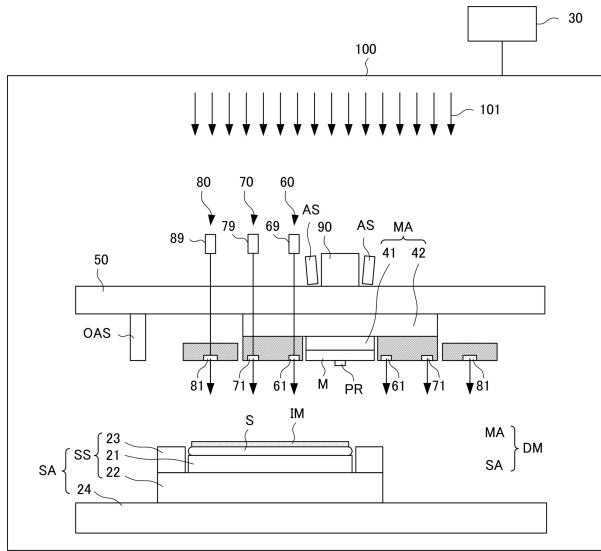 30
100
101
80 70 60
AS 90 AS MA
89 79 69 41 42
50
OAS
81 71 61 M PR 61 71 81
IM
S
23
SS 21
SA 22
24
MA
DM
SA